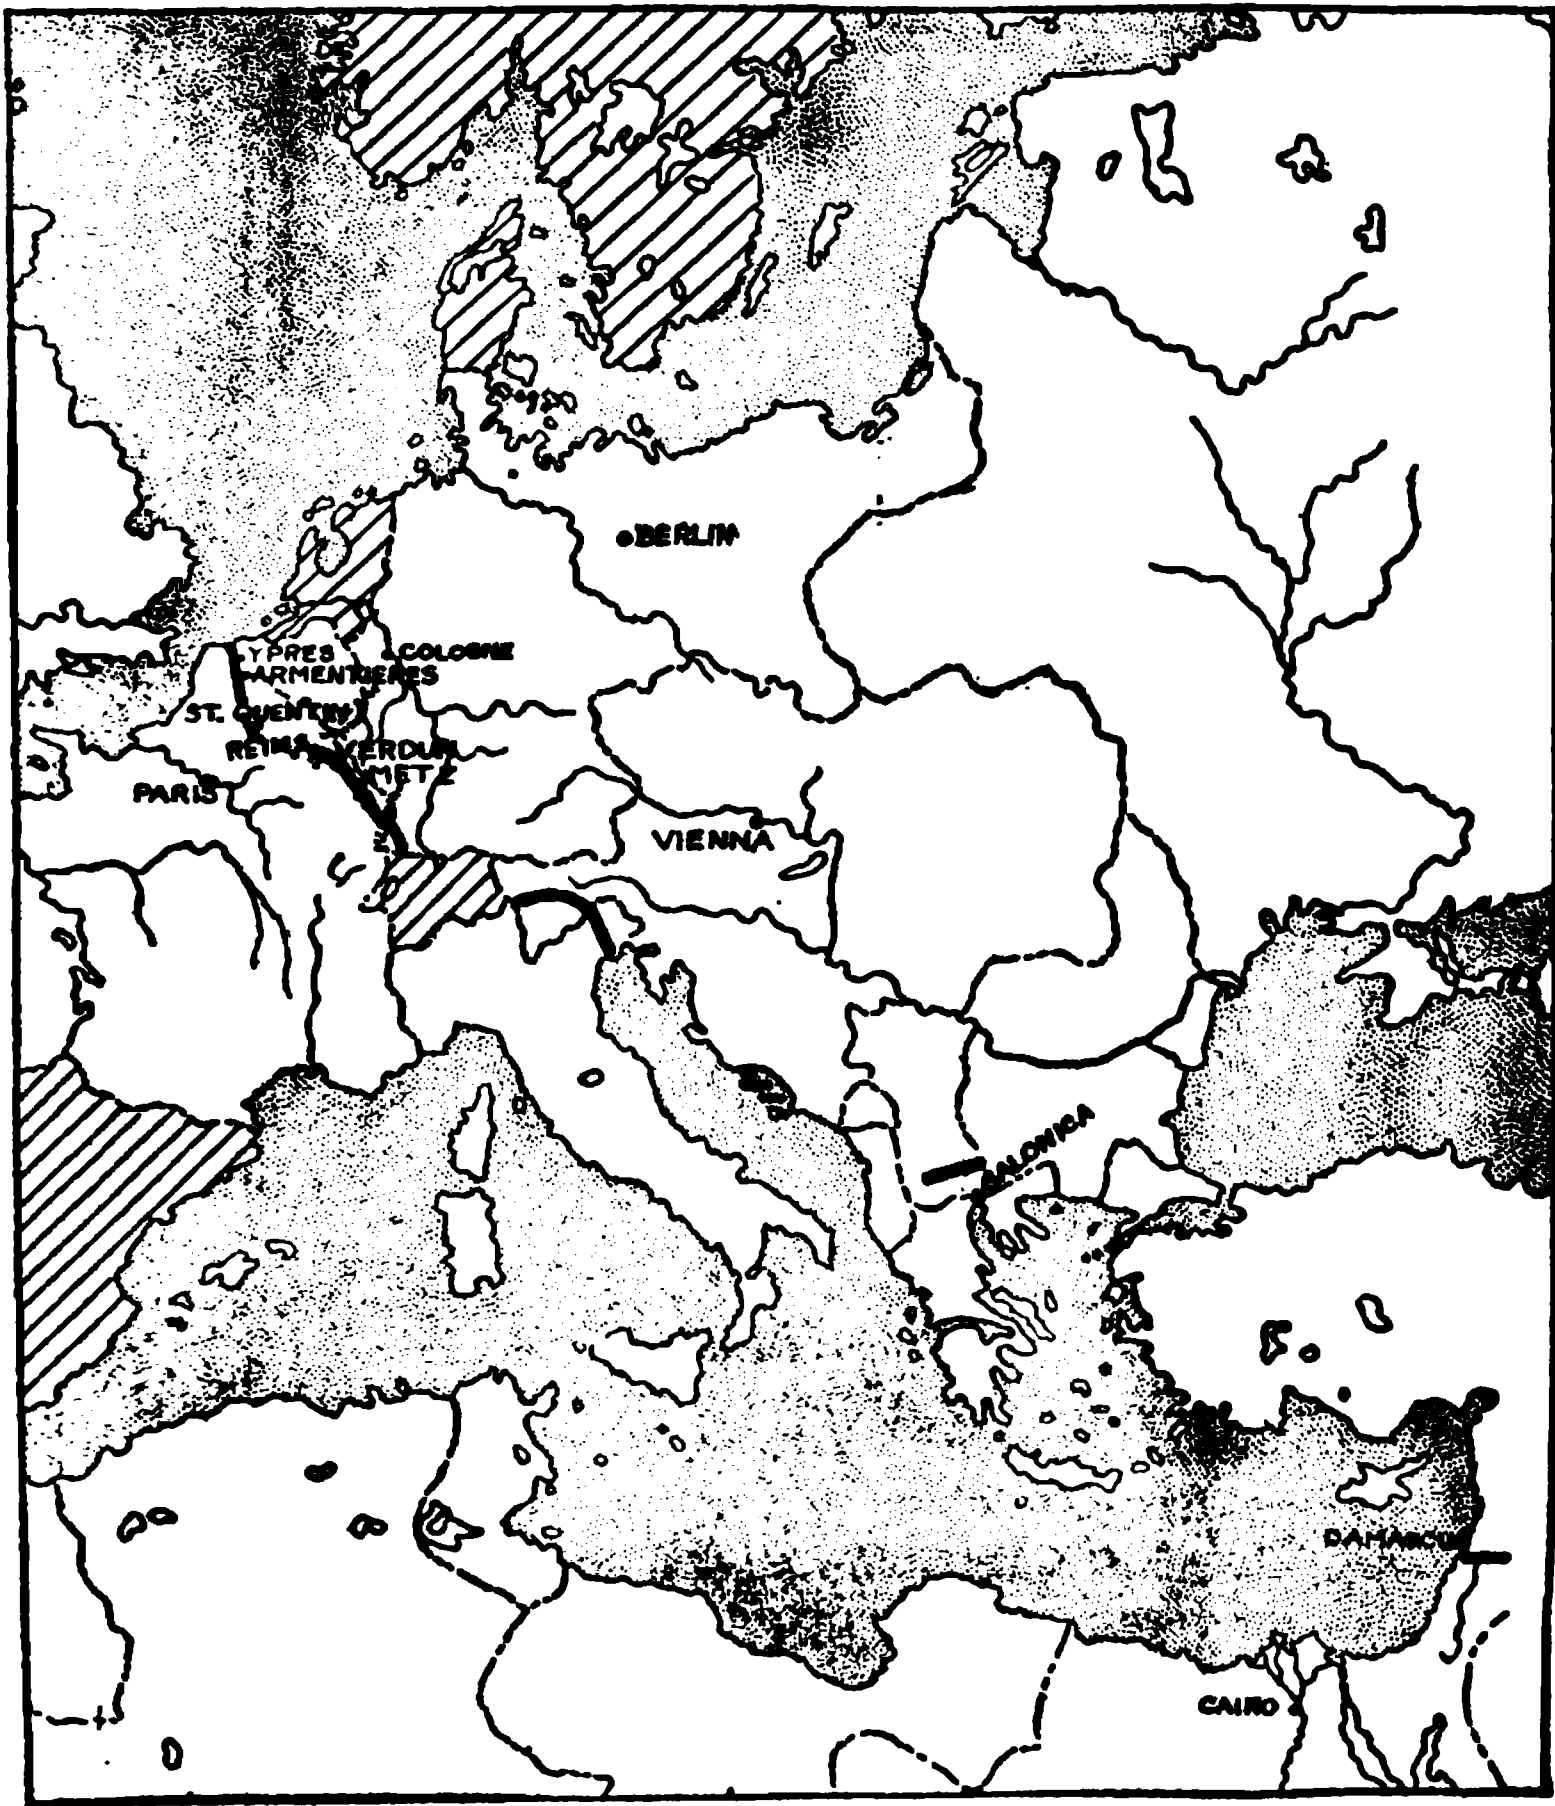 BERLIN
YPRES
COLOGNE
ARMENTIERES
ST. QUENTIN
REIMS
VERDUN
METZ
PARIS
VIENNA
SALONICA
DAMASCUS
CAIRO